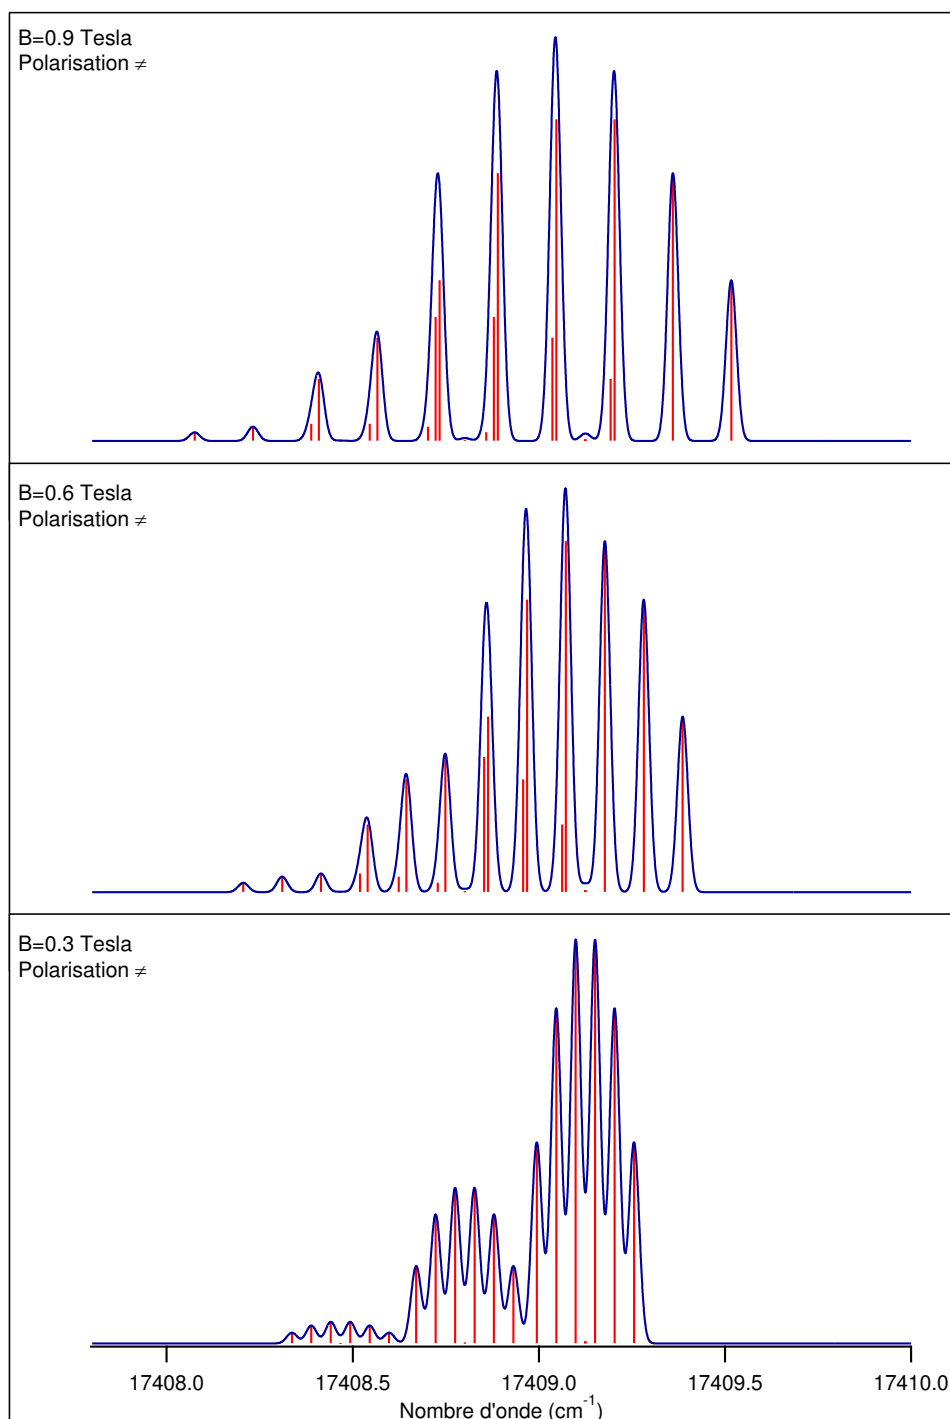 B=0.9 Tesla
Polarisation ≠
B=0.6 Tesla
Polarisation ≠
B=0.3 Tesla
Polarisation ≠
17408.0 17408.5 17409.0 17409.5 17410.0
Nombre d'onde (cm⁻¹)